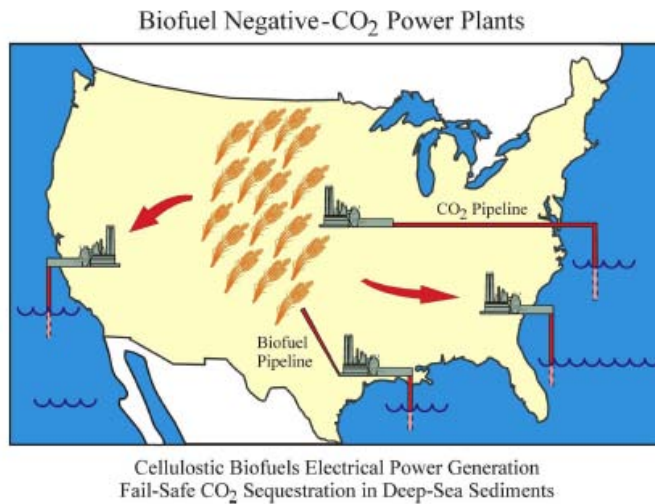 Biofuel Negative-CO₂ Power Plants
CO₂ Pipeline
Biofuel
Pipeline
Cellulostic Biofuels Electrical Power Generation
Fail-Safe CO₂ Sequestration in Deep-Sea Sediments